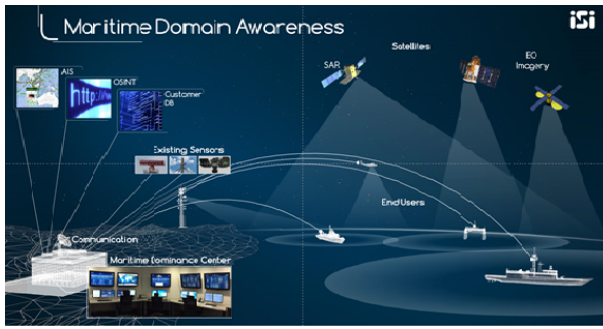 Maritime Domain Awareness
iSi
AIS
OSINT
Customer
DB
http://
Satellites:
SAR
EO
Imagery
Existing Sensors
End Users
Communication
Maritime Dominance Center